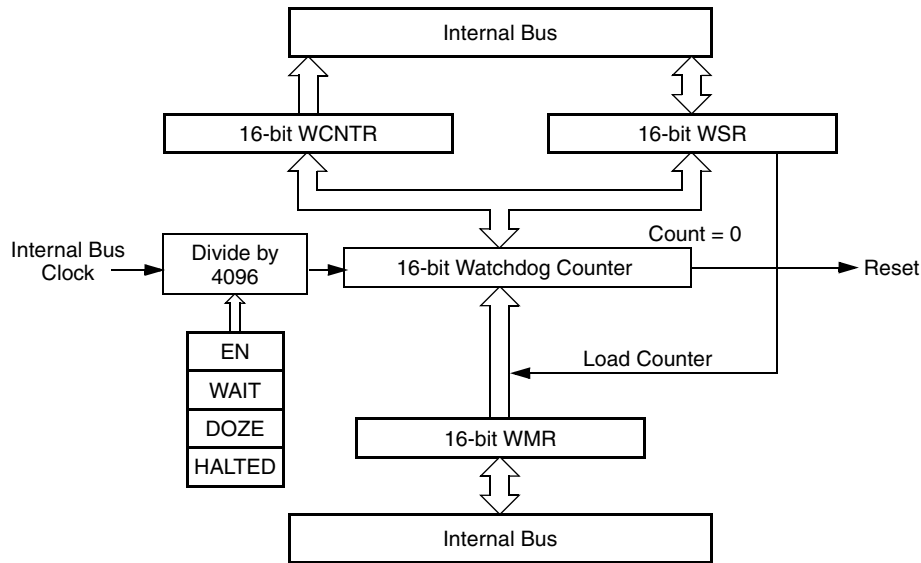 Internal Bus
16-bit WCNTR
16-bit WSR
Count = 0
Internal Bus
Clock
Divide by
4096
16-bit Watchdog Counter
Reset
EN
WAIT
DOZE
HALTED
Load Counter
16-bit WMR
Internal Bus